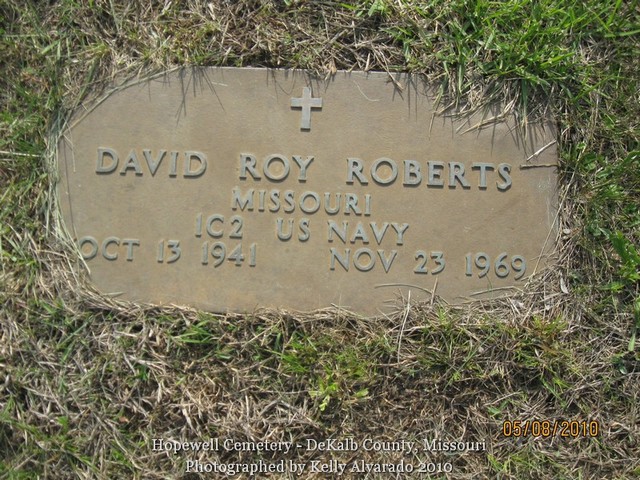 DAVID ROY ROBERTS
MISSOURI
IC2 US NAVY
OCT 13 1941 NOV 23 1969
05/08/2010
Hopewell Cemetery - DeKalb County, Missouri
Photographed by Kelly Alvarado 2010